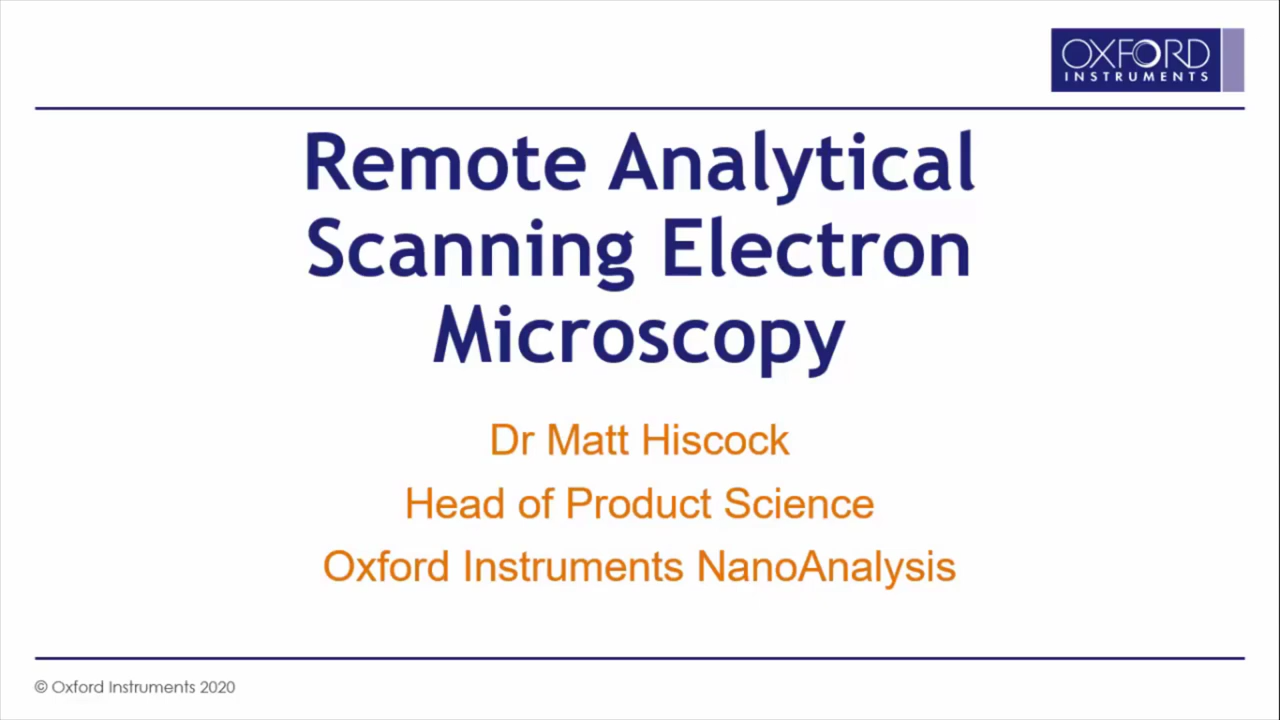 OXFORD
INSTRUMENTS
Remote Analytical
Scanning Electron
Microscopy
Dr Matt Hiscock
Head of Product Science
Oxford Instruments NanoAnalysis
© Oxford Instruments 2020